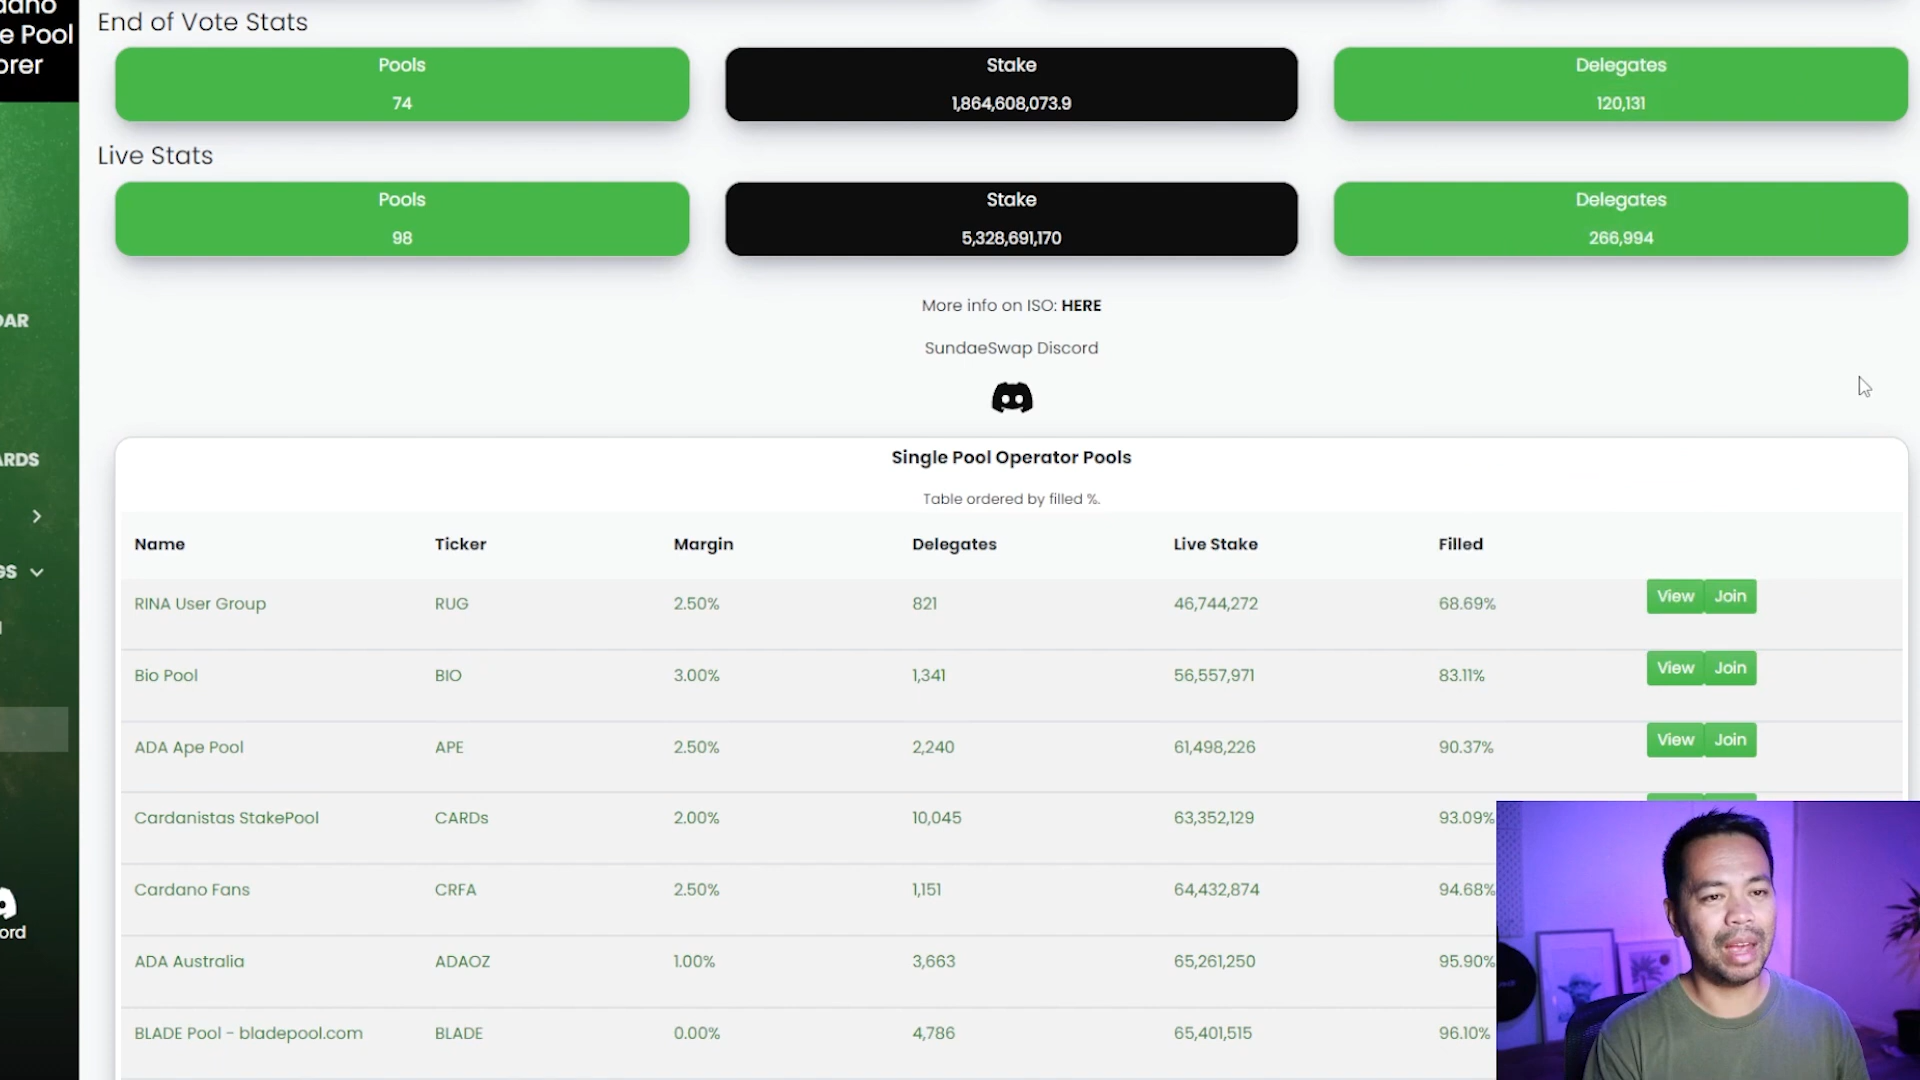 dano
e Pool
orer
DAR
ARDS
GS
ord
End of Vote Stats
Pools
74
Stake
1,864,608,073.9
Delegates
120,131
Live Stats
Pools
98
Stake
5,328,691,170
Delegates
266,994
More info on ISO: HERE
SundaeSwap Discord
Single Pool Operator Pools
Table ordered by filled %.
Name Ticker Margin Delegates Live Stake Filled
RINA User Group RUG 2.50% 821 46,744,272 68.69% View Join
Bio Pool BIO 3.00% 1,341 56,557,971 83.11% View Join
ADA Ape Pool APE 2.50% 2,240 61,498,226 90.37% View Join
Cardanistas StakePool CARDs 2.00% 10,045 63,352,129 93.09%
Cardano Fans CRFA 2.50% 1,151 64,432,874 94.68%
ADA Australia ADAOZ 1.00% 3,663 65,261,250 95.90%
BLADE Pool - bladepool.com BLADE 0.00% 4,786 65,401,515 96.10%